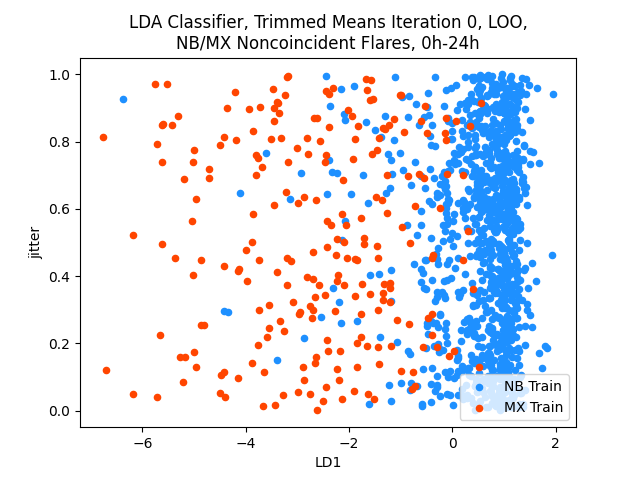 LDA Classifier, Trimmed Means Iteration 0, LOO,
NB/MX Noncoincident Flares, 0h-24h
1.0
0.8
0.6
0.4
0.2
0.0
jitter
−6
−4
−2
0
2
LD1
NB Train
MX Train